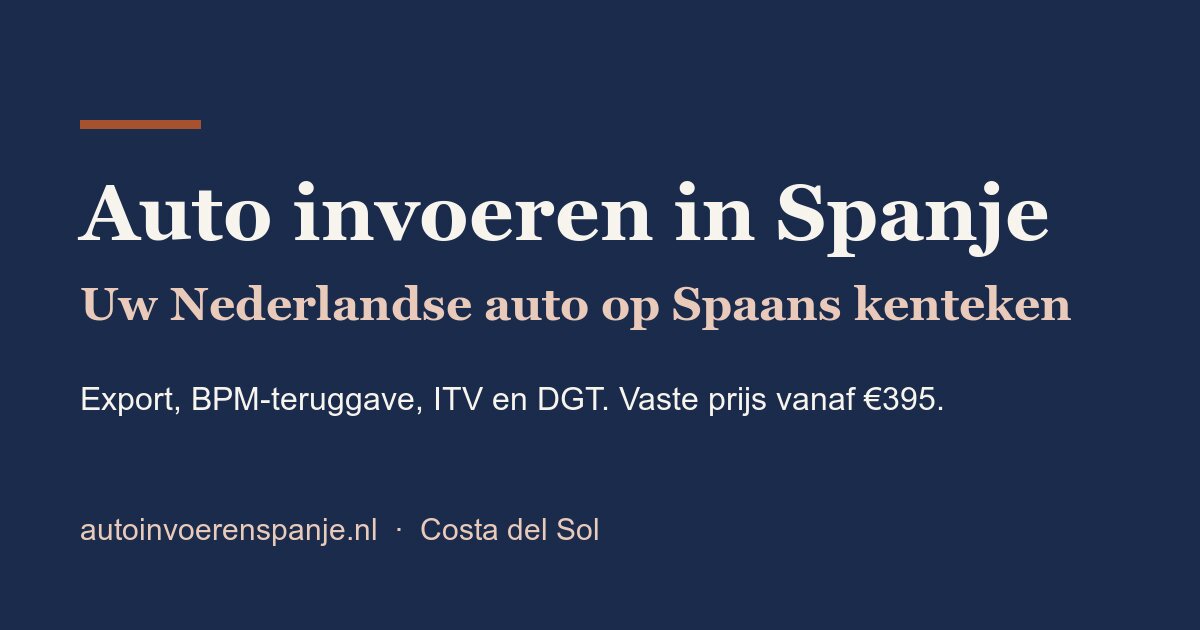 Auto invoeren in Spanje
Uw Nederlandse auto op Spaans kenteken
Export, BPM-teruggave, ITV en DGT. Vaste prijs vanaf €395.
autoinvoerenspanje.nl · Costa del Sol